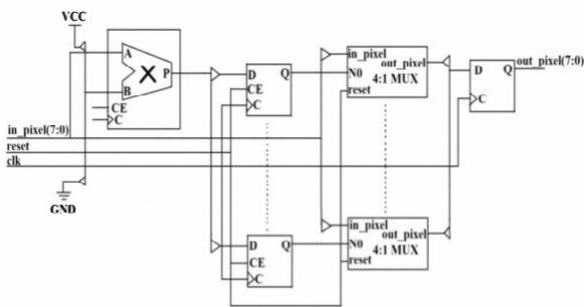 VCC
A
B
X
P
CE
C
in_pixel(7:0)
reset
clk
GND
D
Q
CE
C
in_pixel
out_pixel
N0
4:1 MUX
reset
D
Q
C
out_pixel(7:0)
D
Q
CE
C
in_pixel
out_pixel
N0
4:1 MUX
reset